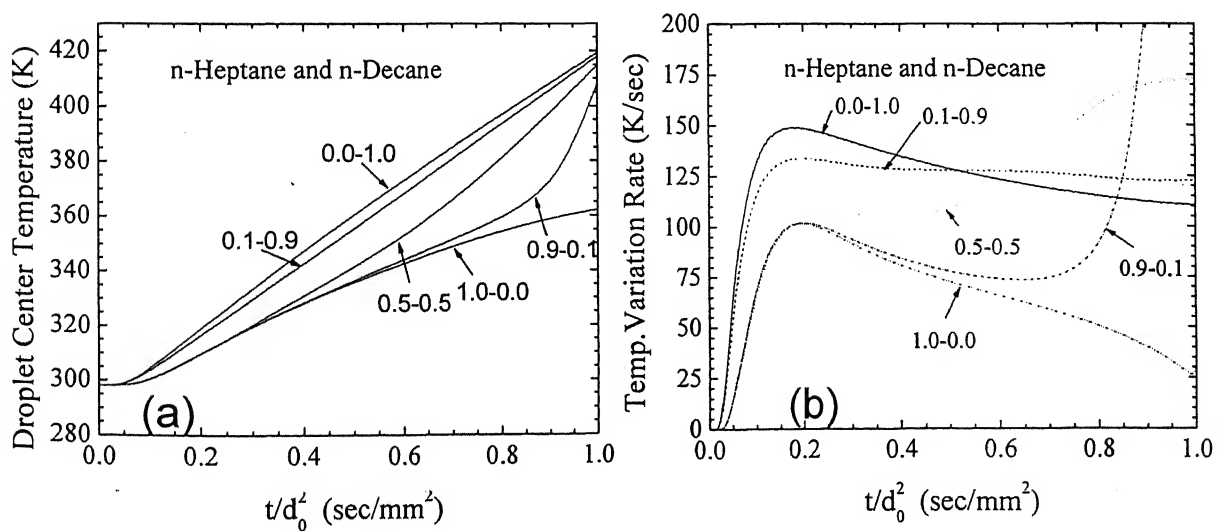 420
400
380
360
340
320
300
280
Droplet Center Temperature (K)
n-Heptane and n-Decane
0.0-1.0
0.1-0.9
0.5-0.5
1.0-0.0
0.9-0.1
(a)
0.0 0.2 0.4 0.6 0.8 1.0
t/d₀² (sec/mm²)
200
175
150
125
100
75
50
25
0
Temp. Variation Rate (K/sec)
n-Heptane and n-Decane
0.0-1.0
0.1-0.9
0.5-0.5
0.9-0.1
1.0-0.0
(b)
0.0 0.2 0.4 0.6 0.8 1.0
t/d₀² (sec/mm²)